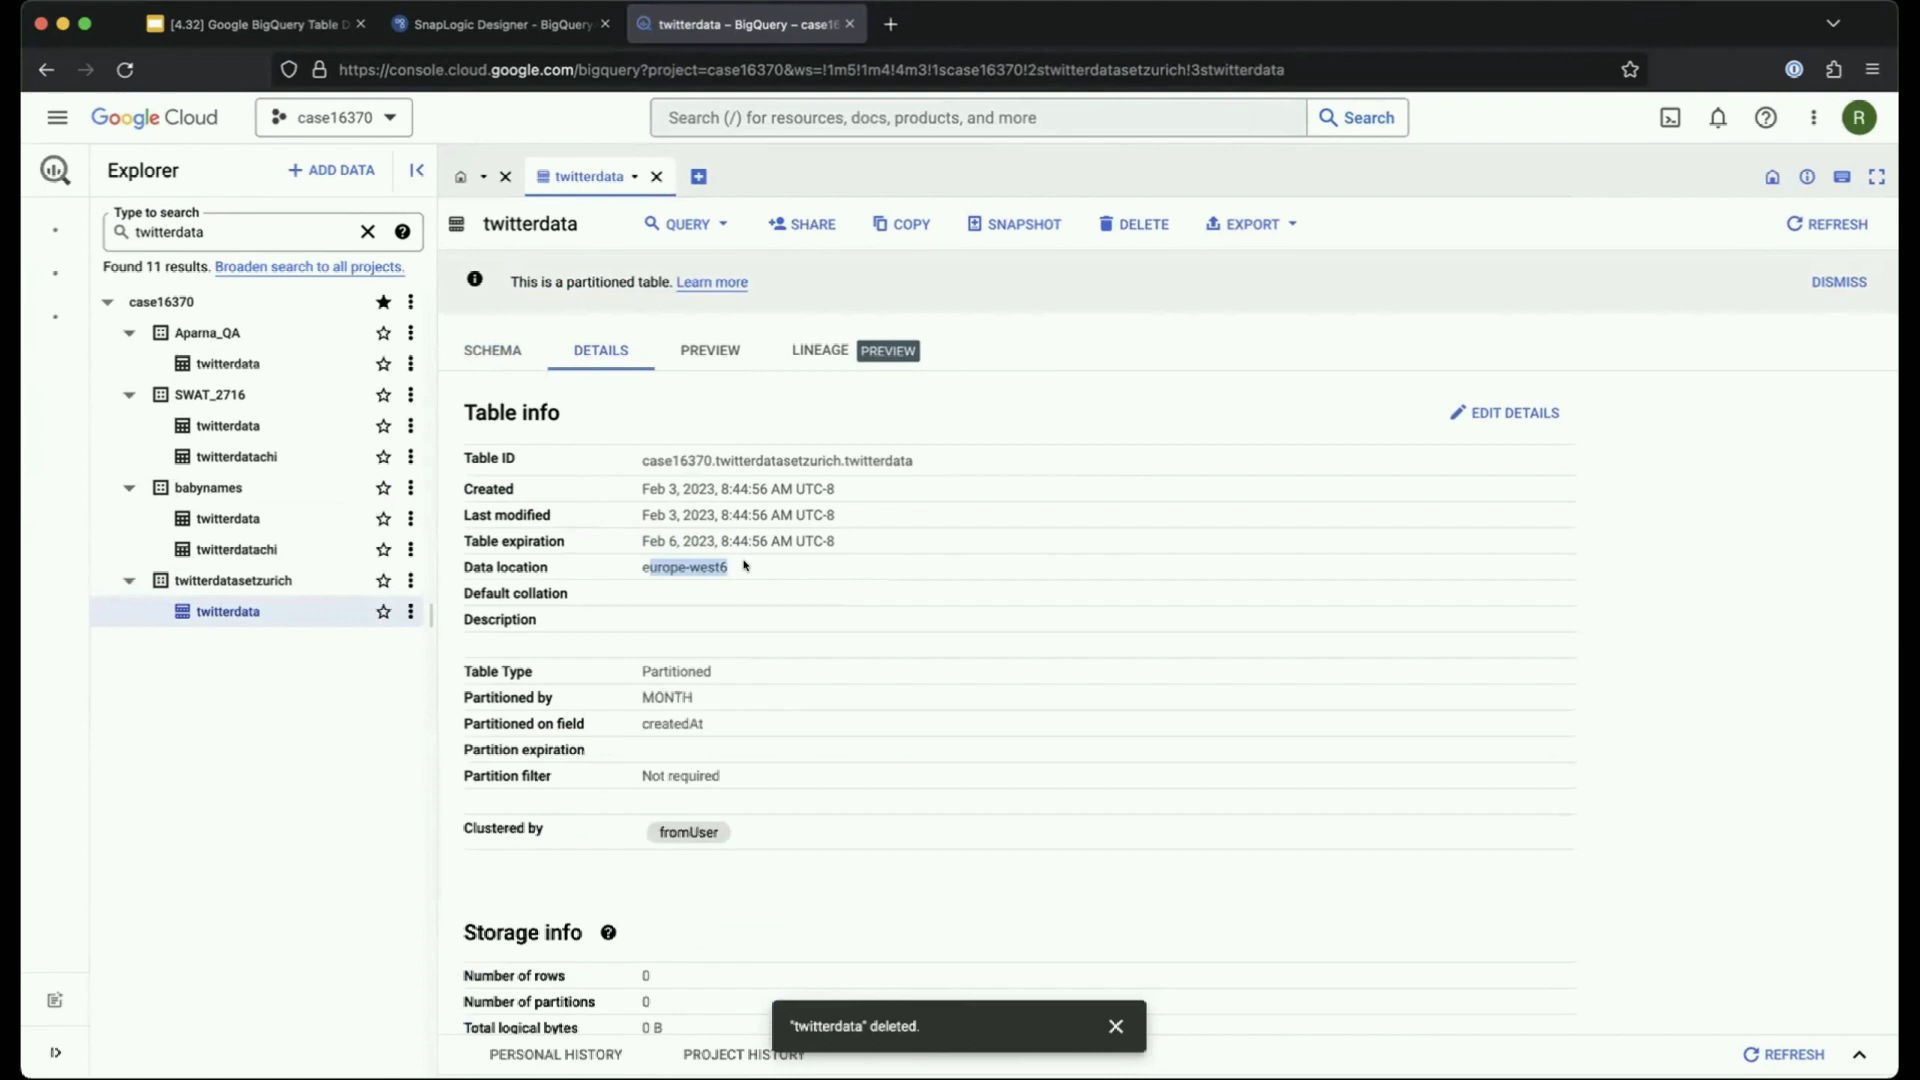 [4.32] Google BigQuery Table D
SnapLogic Designer - BigQuery
twitterdata – BigQuery – case16
https://console.cloud.google.com/bigquery?project=case16370&ws=!1m5!1m4!4m3!1scase16370!2stwitterdatasetzurich!3stwitterdata
Google Cloud
case16370
Search (/) for resources, docs, products, and more
Search
R
Explorer
+ ADD DATA
twitterdata
Type to search
twitterdata
Found 11 results. Broaden search to all projects.
case16370
Aparna_QA
twitterdata
SWAT_2716
twitterdata
twitterdatachi
babynames
twitterdata
twitterdatachi
twitterdatasetzurich
twitterdata
twitterdata
QUERY
SHARE
COPY
SNAPSHOT
DELETE
EXPORT
REFRESH
This is a partitioned table. Learn more
DISMISS
SCHEMA
DETAILS
PREVIEW
LINEAGE PREVIEW
Table info
EDIT DETAILS
Table ID case16370.twitterdatasetzurich.twitterdata
Created Feb 3, 2023, 8:44:56 AM UTC-8
Last modified Feb 3, 2023, 8:44:56 AM UTC-8
Table expiration Feb 6, 2023, 8:44:56 AM UTC-8
Data location europe-west6
Default collation
Description
Table Type Partitioned
Partitioned by MONTH
Partitioned on field createdAt
Partition expiration
Partition filter Not required
Clustered by fromUser
Storage info
Number of rows 0
Number of partitions 0
Total logical bytes 0 B
"twitterdata" deleted.
PERSONAL HISTORY
PROJECT HISTORY
REFRESH